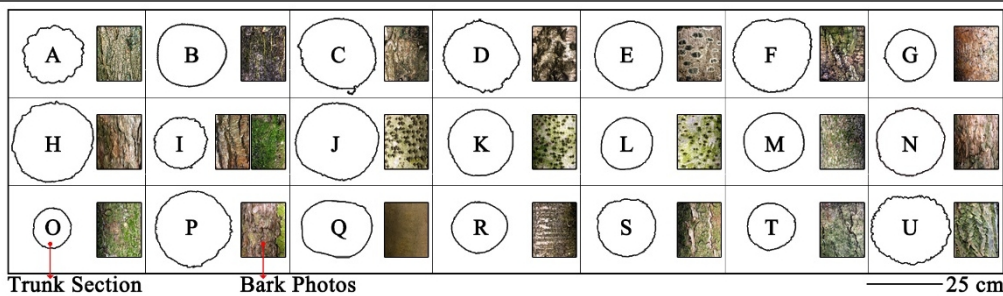 A B C D E F G
H I J K L M N
O P Q R S T U
Trunk Section Bark Photos 25 cm